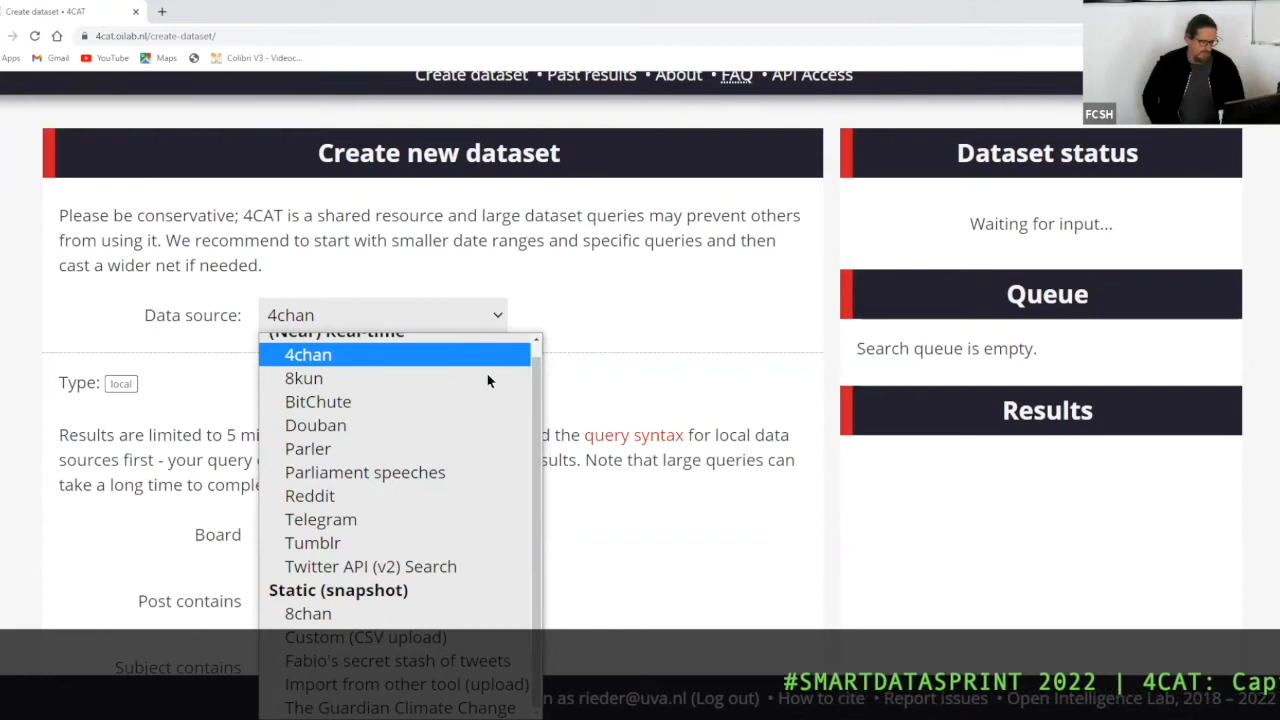 Create dataset • 4CAT
4cat.oilab.nl/create-dataset/
Apps
Gmail
YouTube
Maps
Colibri V3 - Videoc...
Create dataset • Past results • About • FAQ • API Access
FCSH
Create new dataset
Please be conservative; 4CAT is a shared resource and large dataset queries may prevent others
from using it. We recommend to start with smaller date ranges and specific queries and then
cast a wider net if needed.
Data source:
4chan
(Near) Real-time
4chan
8kun
BitChute
Douban
Parler
Parliament speeches
Reddit
Telegram
Tumblr
Twitter API (v2) Search
Static (snapshot)
8chan
Custom (CSV upload)
Fabio's secret stash of tweets
Import from other tool (upload)
The Guardian Climate Change
Type: local
Results are limited to 5 mi
d the query syntax for local data
sources first - your query
sults. Note that large queries can
take a long time to comple
Board
Post contains
Subject contains
Dataset status
Waiting for input...
Queue
Search queue is empty.
Results
#SMARTDATASPRINT 2022 | 4CAT: Cap
n as rieder@uva.nl (Log out) • How to cite • Report issues • Open Intelligence Lab, 2018 – 2022